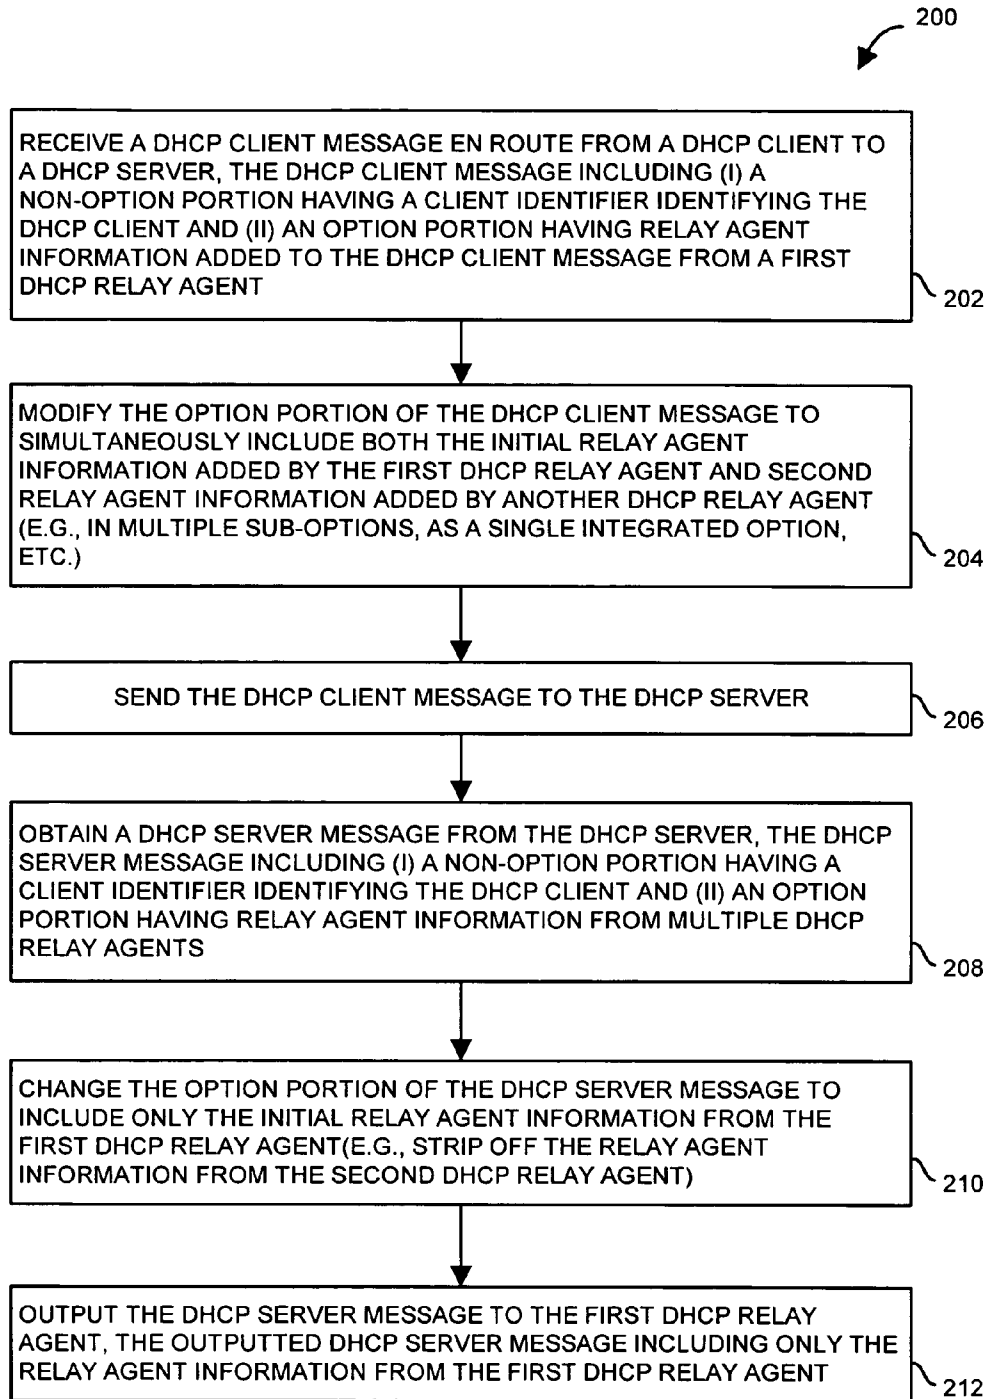 200
RECEIVE A DHCP CLIENT MESSAGE EN ROUTE FROM A DHCP CLIENT TO
A DHCP SERVER, THE DHCP CLIENT MESSAGE INCLUDING (I) A
NON-OPTION PORTION HAVING A CLIENT IDENTIFIER IDENTIFYING THE
DHCP CLIENT AND (II) AN OPTION PORTION HAVING RELAY AGENT
INFORMATION ADDED TO THE DHCP CLIENT MESSAGE FROM A FIRST
DHCP RELAY AGENT
202
MODIFY THE OPTION PORTION OF THE DHCP CLIENT MESSAGE TO
SIMULTANEOUSLY INCLUDE BOTH THE INITIAL RELAY AGENT
INFORMATION ADDED BY THE FIRST DHCP RELAY AGENT AND SECOND
RELAY AGENT INFORMATION ADDED BY ANOTHER DHCP RELAY AGENT
(E.G., IN MULTIPLE SUB-OPTIONS, AS A SINGLE INTEGRATED OPTION,
ETC.)
204
SEND THE DHCP CLIENT MESSAGE TO THE DHCP SERVER
206
OBTAIN A DHCP SERVER MESSAGE FROM THE DHCP SERVER, THE DHCP
SERVER MESSAGE INCLUDING (I) A NON-OPTION PORTION HAVING A
CLIENT IDENTIFIER IDENTIFYING THE DHCP CLIENT AND (II) AN OPTION
PORTION HAVING RELAY AGENT INFORMATION FROM MULTIPLE DHCP
RELAY AGENTS
208
CHANGE THE OPTION PORTION OF THE DHCP SERVER MESSAGE TO
INCLUDE ONLY THE INITIAL RELAY AGENT INFORMATION FROM THE
FIRST DHCP RELAY AGENT(E.G., STRIP OFF THE RELAY AGENT
INFORMATION FROM THE SECOND DHCP RELAY AGENT)
210
OUTPUT THE DHCP SERVER MESSAGE TO THE FIRST DHCP RELAY
AGENT, THE OUTPUTTED DHCP SERVER MESSAGE INCLUDING ONLY THE
RELAY AGENT INFORMATION FROM THE FIRST DHCP RELAY AGENT
212